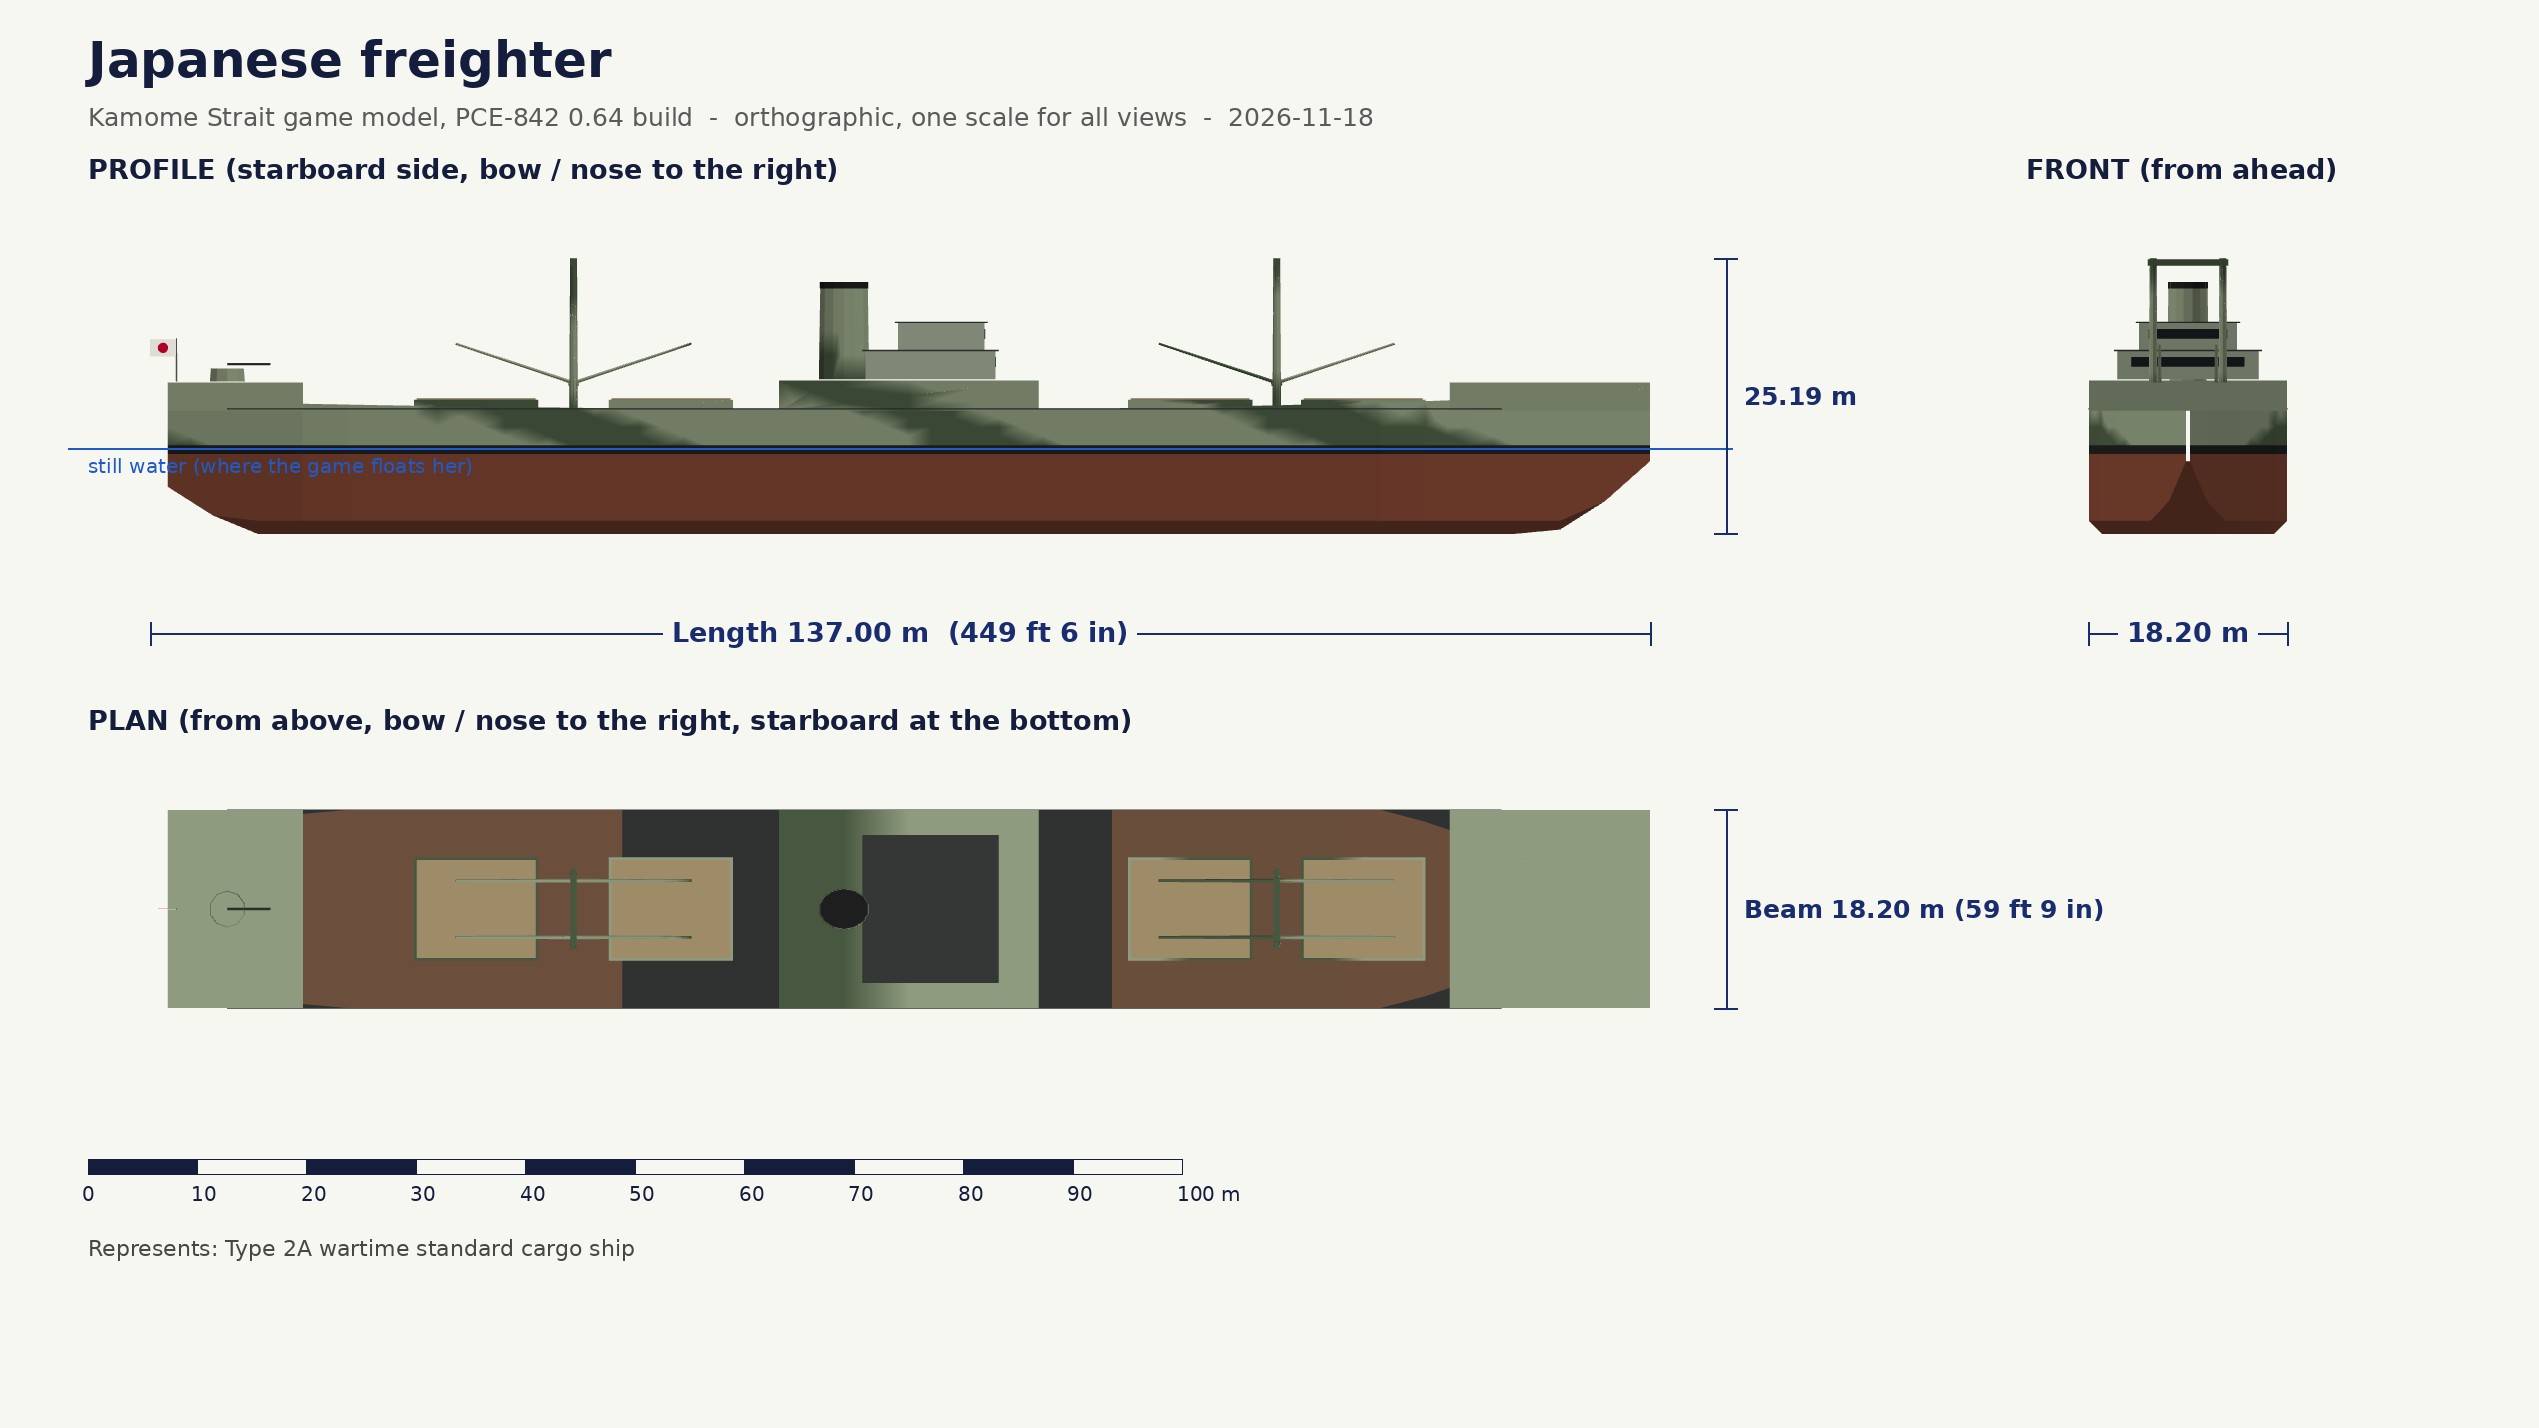 Japanese freighter
Kamome Strait game model, PCE-842 0.64 build - orthographic, one scale for all views - 2026-11-18
PROFILE (starboard side, bow / nose to the right)
FRONT (from ahead)
25.19 m
still water (where the game floats her)
Length 137.00 m (449 ft 6 in)
18.20 m
PLAN (from above, bow / nose to the right, starboard at the bottom)
Beam 18.20 m (59 ft 9 in)
0 10 20 30 40 50 60 70 80 90 100 m
Represents: Type 2A wartime standard cargo ship